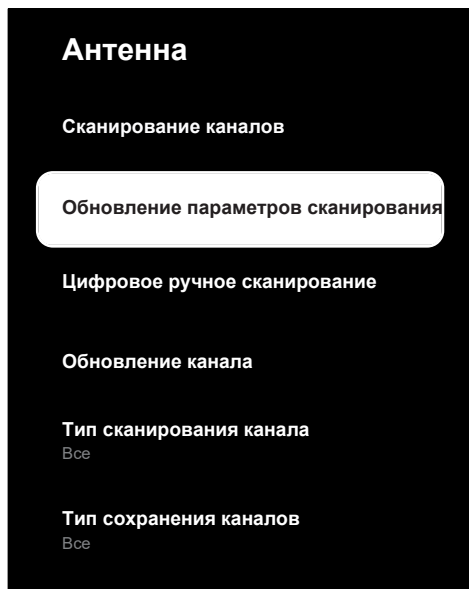 Антенна
Сканирование каналов
Обновление параметров сканирования
Цифровое ручное сканирование
Обновление канала
Тип сканирования канала
Все
Тип сохранения каналов
Все